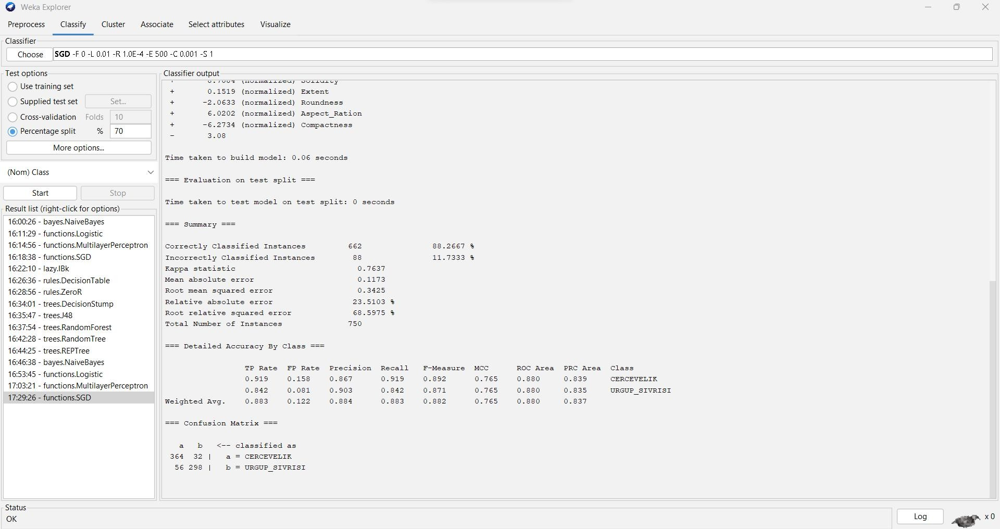 Weka Explorer
Preprocess Classify Cluster Associate Select attributes Visualize
Classifier
Choose SGD -F 0 -L 0.01 -R 1.0E-4 -E 500 -C 0.001 -S 1
Test options
Use training set
Supplied test set Set...
Cross-validation Folds 10
Percentage split % 70
More options...
(Nom) Class
Start Stop
Result list (right-click for options)
16:00:26 - bayes.NaiveBayes
16:11:29 - functions.Logistic
16:14:56 - functions.MultilayerPerceptron
16:18:38 - functions.SGD
16:22:10 - lazy.IBk
16:26:36 - rules.DecisionTable
16:28:56 - rules.ZeroR
16:34:01 - trees.DecisionStump
16:35:47 - trees.J48
16:37:54 - trees.RandomForest
16:42:28 - trees.RandomTree
16:44:25 - trees.REPTree
16:46:38 - bayes.NaiveBayes
16:53:45 - functions.Logistic
17:03:21 - functions.MultilayerPerceptron
17:29:26 - functions.SGD
Classifier output
(normalized) Solidity
+ 0.1519 (normalized) Extent
+ -2.0633 (normalized) Roundness
+ 6.0202 (normalized) Aspect_Ration
+ -6.2734 (normalized) Compactness
- 3.08
Time taken to build model: 0.06 seconds
=== Evaluation on test split ===
Time taken to test model on test split: 0 seconds
=== Summary ===
Correctly Classified Instances 662 88.2667 %
Incorrectly Classified Instances 88 11.7333 %
Kappa statistic 0.7637
Mean absolute error 0.1173
Root mean squared error 0.3425
Relative absolute error 23.5103 %
Root relative squared error 68.5975 %
Total Number of Instances 750
=== Detailed Accuracy By Class ===
TP Rate FP Rate Precision Recall F-Measure MCC ROC Area PRC Area Class
0.919 0.158 0.867 0.919 0.892 0.765 0.880 0.839 CERCEVELIK
0.842 0.081 0.903 0.842 0.871 0.765 0.880 0.835 URGUP_SIVRISI
Weighted Avg. 0.883 0.122 0.884 0.883 0.882 0.765 0.880 0.837
=== Confusion Matrix ===
a b <-- classified as
364 32 | a = CERCEVELIK
56 298 | b = URGUP_SIVRISI
Status
OK
Log x 0